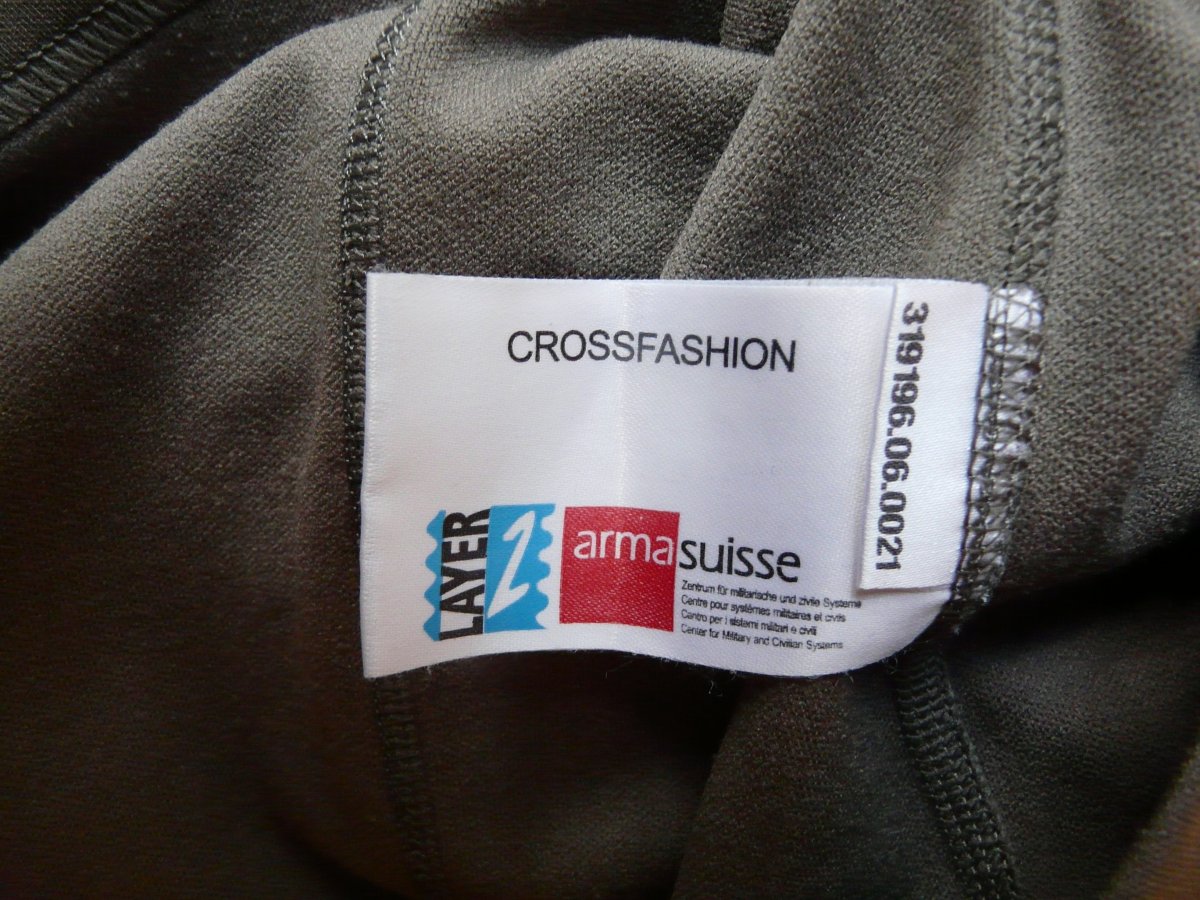 CROSSFASHION
319196.06.0021
LAYER 2
armasuisse
Zentrum für militärische und zivile Systeme
Centre pour systèmes militaires et civils
Centro per i sistemi militari e civili
Center for Military and Civilian Systems